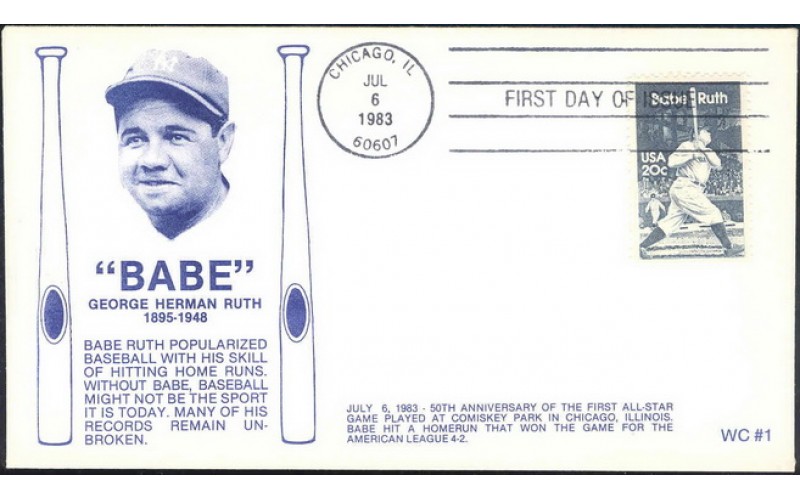 "BABE"
GEORGE HERMAN RUTH
1895-1948
BABE RUTH POPULARIZED
BASEBALL WITH HIS SKILL
OF HITTING HOME RUNS.
WITHOUT BABE, BASEBALL
MIGHT NOT BE THE SPORT
IT IS TODAY. MANY OF HIS
RECORDS REMAIN UN-
BROKEN.
CHICAGO, IL
JUL
6
1983
60607
FIRST DAY OF ISSUE
Babe Ruth
USA
20c
JULY 6, 1983 - 50TH ANNIVERSARY OF THE FIRST ALL-STAR
GAME PLAYED AT COMISKEY PARK IN CHICAGO, ILLINOIS.
BABE HIT A HOMERUN THAT WON THE GAME FOR THE
AMERICAN LEAGUE 4-2.
WC #1